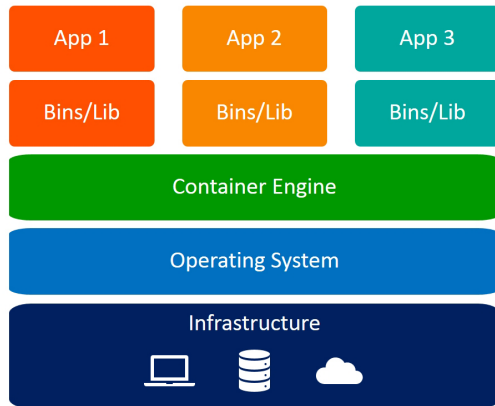 App 1 App 2 App 3
Bins/Lib Bins/Lib Bins/Lib
Container Engine
Operating System
Infrastructure